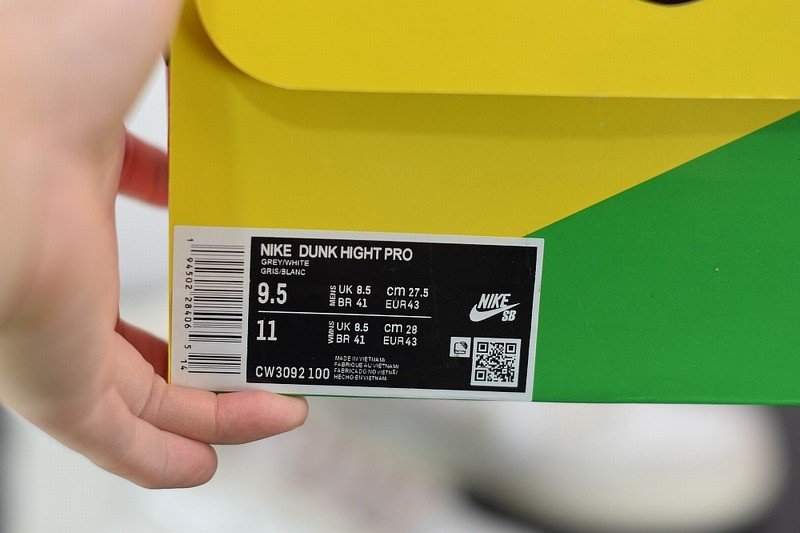 NIKE DUNK HIGHT PRO
GREY/WHITE
GRIS/BLANC
9.5
MENS
UK 8.5 cm 27.5
BR 41 EUR43
11
WMNS
UK 8.5 cm 28
BR 41 EUR43
CW3092 100
MADE IN VIETNAM/
FABRIQUE AU VIETNAM/
FABRICADO NO VIETNÃ/
HECHO EN VIETNAM
NIKE
SB
1 94502 28406 5 14